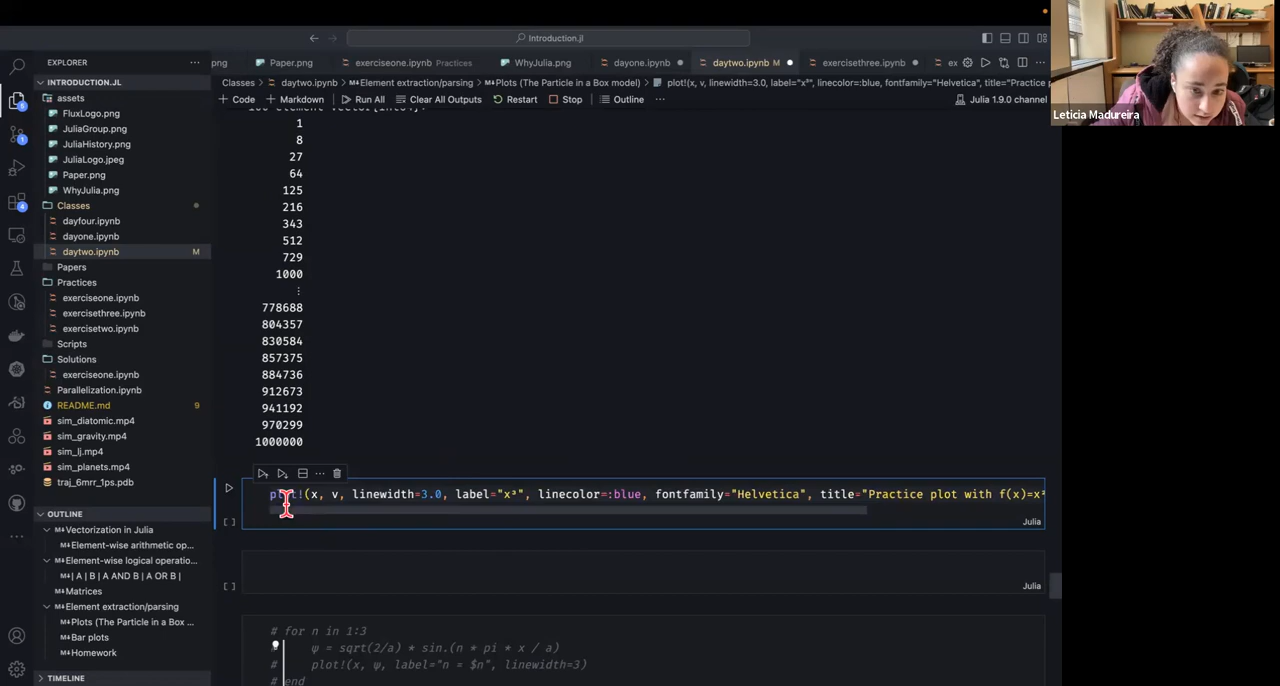 Introduction.jl
EXPLORER
png
Paper.png
exerciseone.ipynb Practices
WhyJulia.png
dayone.ipynb
daytwo.ipynb M
exercisethree.ipynb
ex
INTRODUCTION.JL
Classes > daytwo.ipynb > M+Element extraction/parsing > M+Plots (The Particle in a Box model) > plot!(x, v, linewidth=3.0, label="x³", linecolor=:blue, fontfamily="Helvetica", title="Practice p
+ Code + Markdown Run All Clear All Outputs Restart Stop Outline ... Julia 1.9.0 channel
assets
FluxLogo.png
JuliaGroup.png
JuliaHistory.png
JuliaLogo.jpeg
Paper.png
WhyJulia.png
Classes
dayfour.ipynb
dayone.ipynb
daytwo.ipynb M
Papers
Practices
exerciseone.ipynb
exercisethree.ipynb
exercisetwo.ipynb
Scripts
Solutions
exerciseone.ipynb
Parallelization.ipynb
README.md 9
sim_diatomic.mp4
sim_gravity.mp4
sim_lj.mp4
sim_planets.mp4
traj_6mrr_1ps.pdb
OUTLINE
Vectorization in Julia
M+Element-wise arithmetic op...
M+Element-wise logical operatio...
M+| A | B | A AND B | A OR B |
M+Matrices
M+Element extraction/parsing
M+Plots (The Particle in a Box ...
M+Bar plots
M+Homework
TIMELINE
5
1
4
1
8
27
64
125
216
343
512
729
1000
⋮
778688
804357
830584
857375
884736
912673
941192
970299
1000000
plot!(x, v, linewidth=3.0, label="x³", linecolor=:blue, fontfamily="Helvetica", title="Practice plot with f(x)=x³
[ ]
Julia
[ ]
Julia
# for n in 1:3
# ψ = sqrt(2/a) * sin.(n * pi * x / a)
# plot!(x, ψ, label="n = $n", linewidth=3)
# end
Leticia Madureira